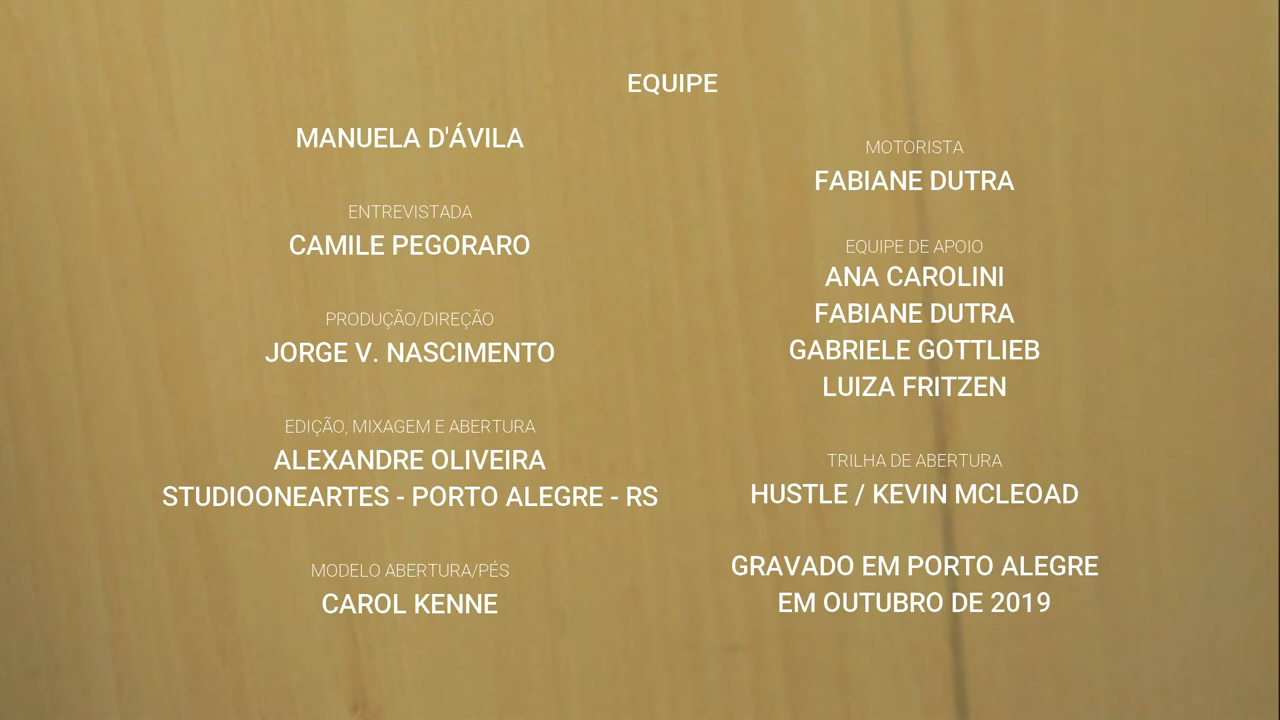 EQUIPE
MANUELA D'ÁVILA
ENTREVISTADA
CAMILE PEGORARO
PRODUÇÃO/DIREÇÃO
JORGE V. NASCIMENTO
EDIÇÃO, MIXAGEM E ABERTURA
ALEXANDRE OLIVEIRA
STUDIOONEARTES - PORTO ALEGRE - RS
MODELO ABERTURA/PÉS
CAROL KENNE
MOTORISTA
FABIANE DUTRA
EQUIPE DE APOIO
ANA CAROLINI
FABIANE DUTRA
GABRIELE GOTTLIEB
LUIZA FRITZEN
TRILHA DE ABERTURA
HUSTLE / KEVIN MCLEOAD
GRAVADO EM PORTO ALEGRE
EM OUTUBRO DE 2019